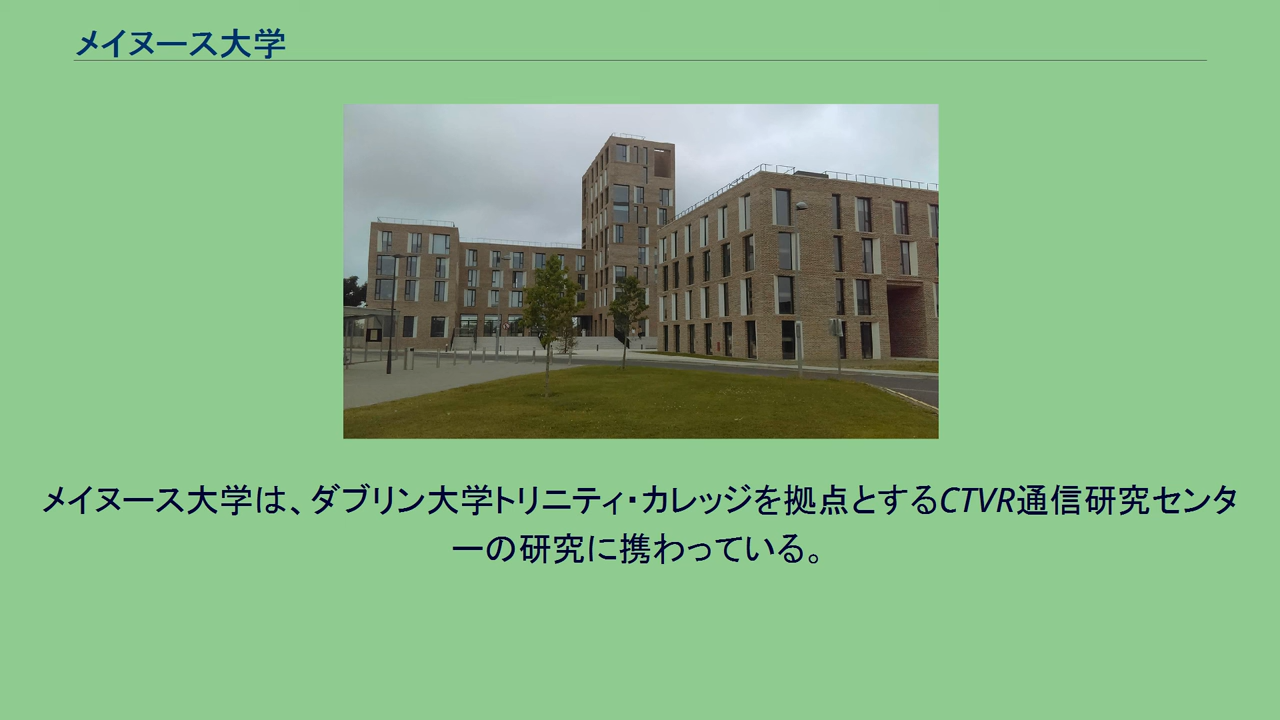 メイヌース大学
メイヌース大学は、ダブリン大学トリニティ・カレッジを拠点とするCTVR通信研究センタ
ーの研究に携わっている。